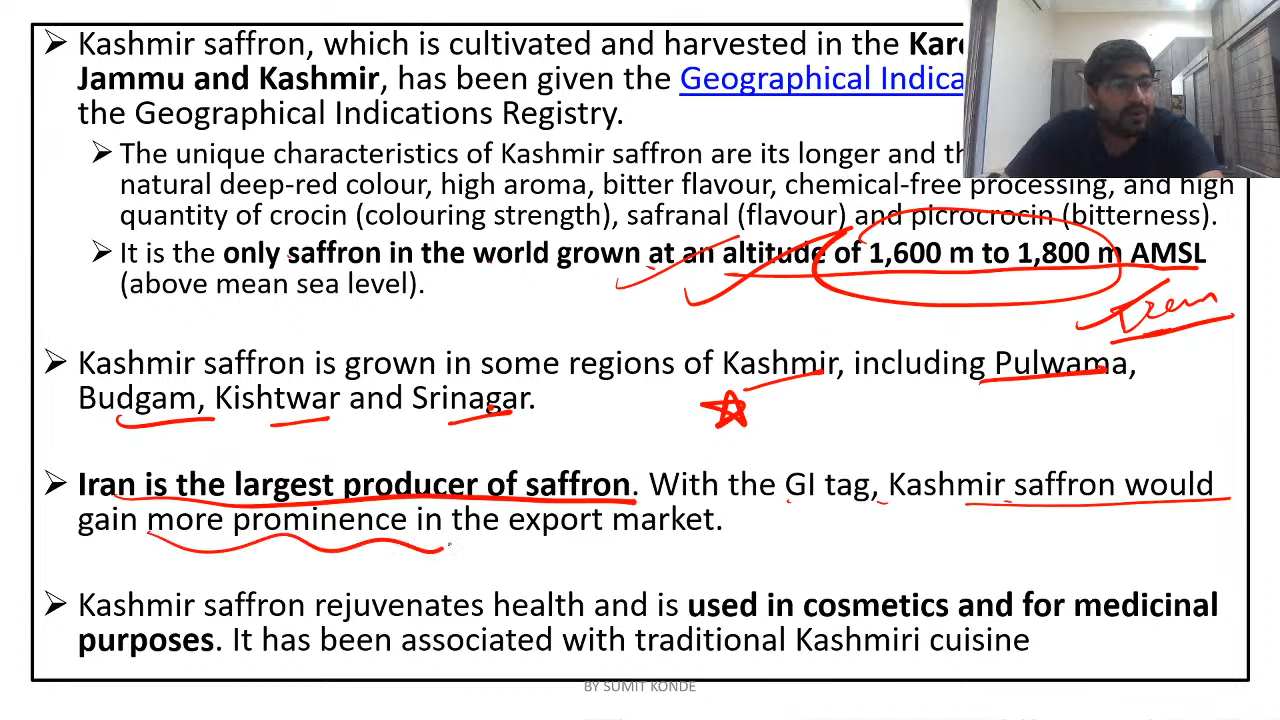 ➢ Kashmir saffron, which is cultivated and harvested in the
Jammu and Kashmir, has been given the Geographical
the Geographical Indications Registry.
➢ The unique characteristics of Kashmir saffron are its longer and
natural deep-red colour, high aroma, bitter flavour, chemical-free processing, and high
quantity of crocin (colouring strength), safranal (flavour) and picrocrocin (bitterness).
➢ It is the only saffron in the world grown at an altitude of 1,600 m to 1,800 m AMSL
(above mean sea level).
➢ Kashmir saffron is grown in some regions of Kashmir, including Pulwama,
Budgam, Kishtwar and Srinagar.
➢ Iran is the largest producer of saffron. With the GI tag, Kashmir saffron would
gain more prominence in the export market.
➢ Kashmir saffron rejuvenates health and is used in cosmetics and for medicinal
purposes. It has been associated with traditional Kashmiri cuisine
BY SUMIT KONDE